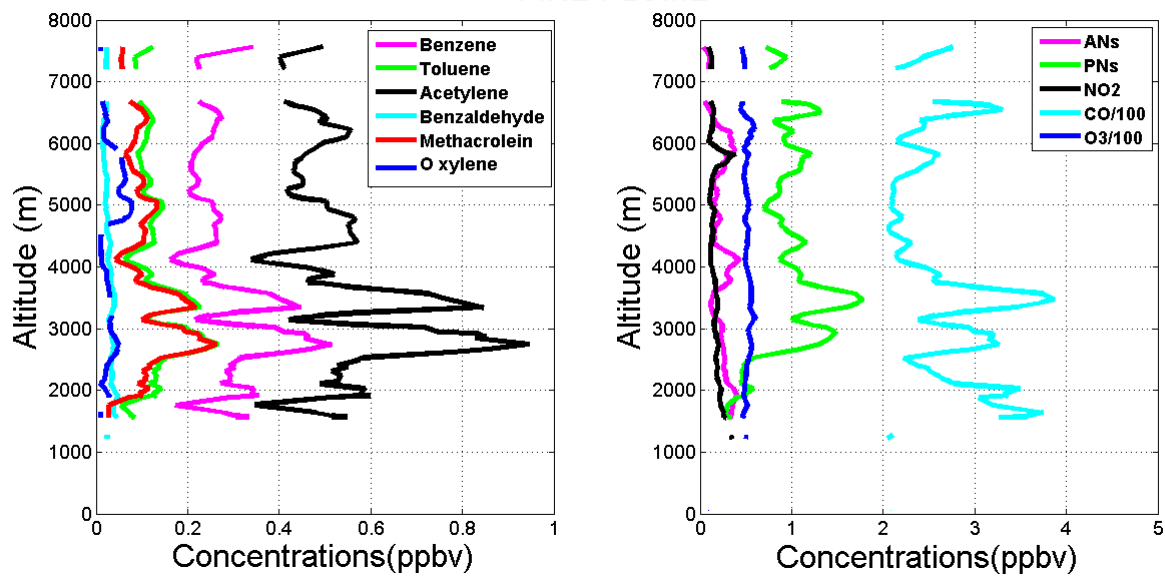 8000
7000
6000
5000
4000
3000
2000
1000
0
Altitude (m)
0
0.2
0.4
0.6
0.8
1
Concentrations(ppbv)
Benzene
Toluene
Acetylene
Benzaldehyde
Methacrolein
O xylene
8000
7000
6000
5000
4000
3000
2000
1000
0
Altitude (m)
0
1
2
3
4
5
Concentrations(ppbv)
ANs
PNs
NO2
CO/100
O3/100